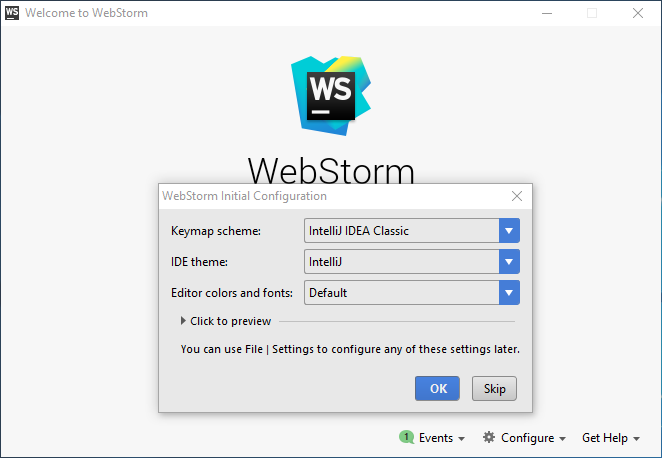 WS Welcome to WebStorm
WS
WebStorm
WebStorm Initial Configuration
Keymap scheme: IntelliJ IDEA Classic
IDE theme: IntelliJ
Editor colors and fonts: Default
Click to preview
You can use File | Settings to configure any of these settings later.
OK Skip
1 Events Configure Get Help